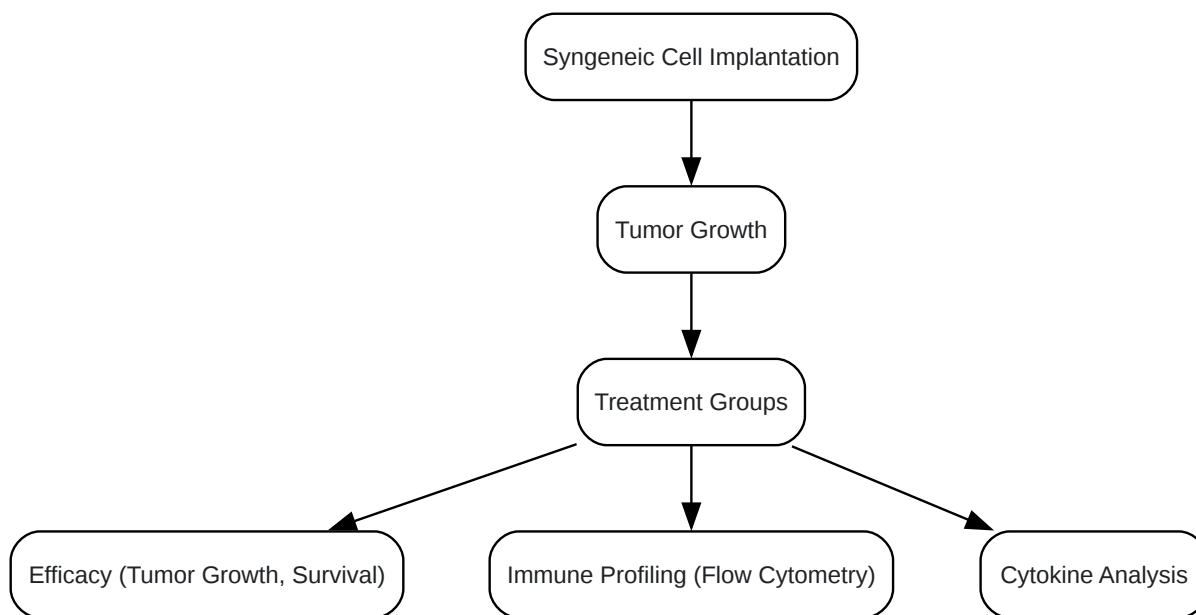 Syngeneic Cell Implantation
Tumor Growth
Treatment Groups
Efficacy (Tumor Growth, Survival)
Immune Profiling (Flow Cytometry)
Cytokine Analysis